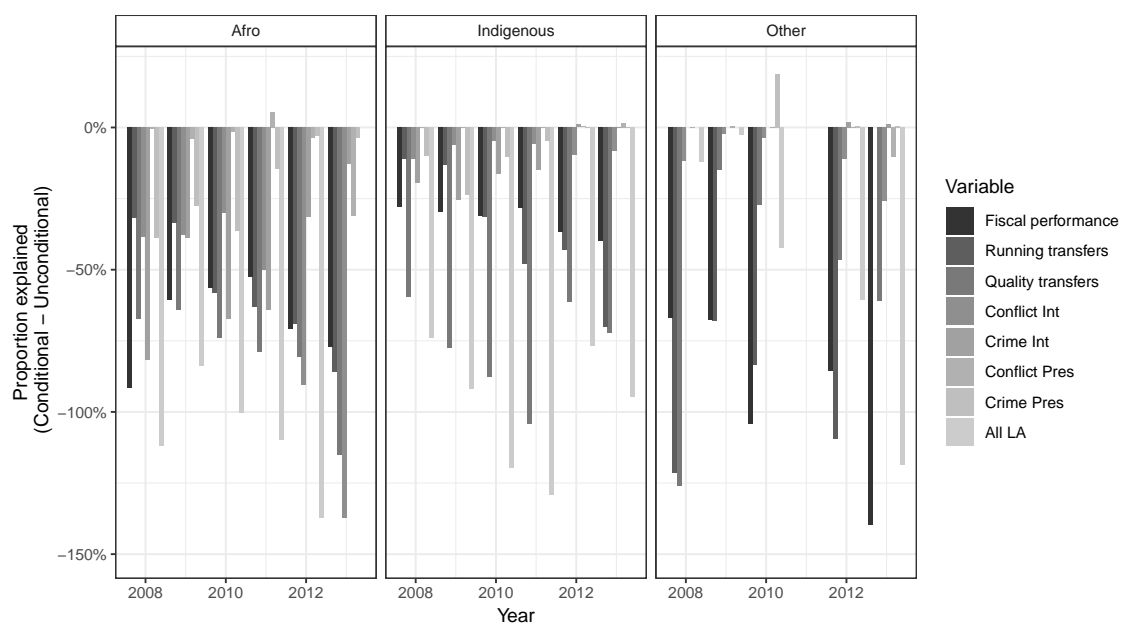 Afro
Indigenous
Other
0%
−50%
−100%
−150%
Proportion explained
(Conditional − Unconditional)
2008
2010
2012
2008
2010
2012
2008
2010
2012
Year
Variable
Fiscal performance
Running transfers
Quality transfers
Conflict Int
Crime Int
Conflict Pres
Crime Pres
All LA